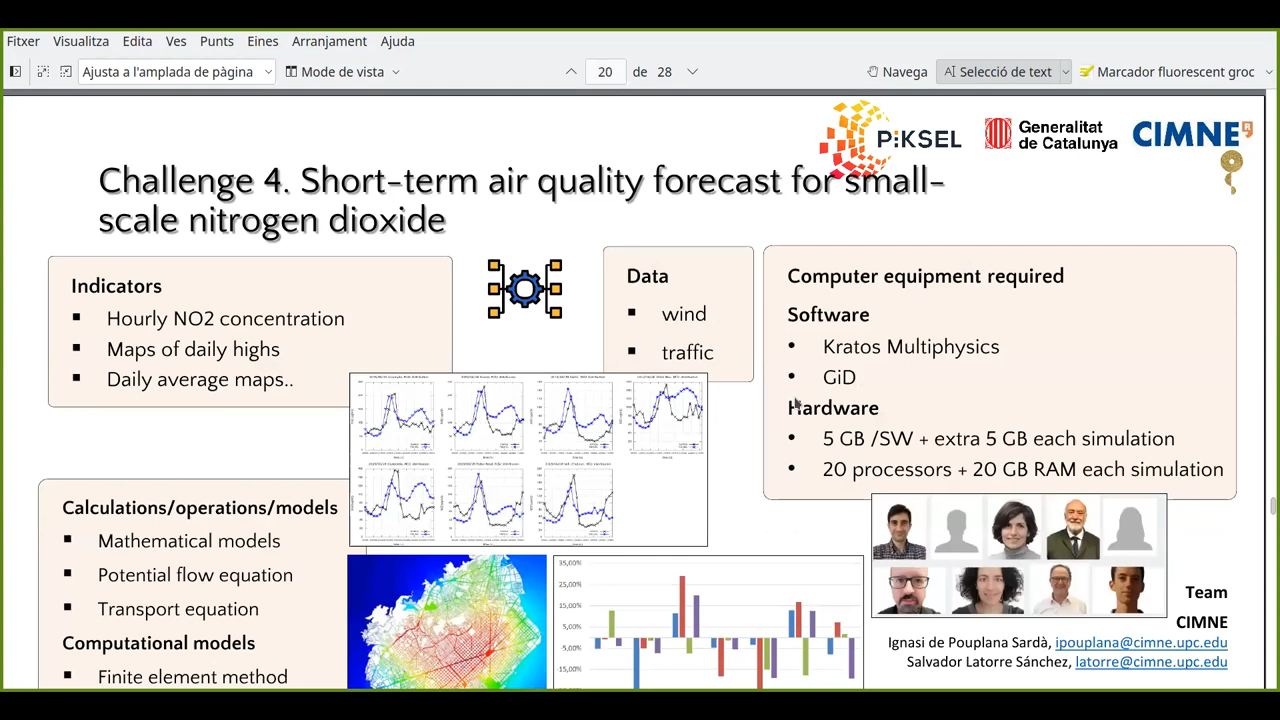 Fitxer Visualitza Edita Ves Punts Eines Arranjament Ajuda
Ajusta a l'amplada de pàgina Mode de vista 20 de 28 Navega Selecció de text Marcador fluorescent groc
PIKSEL
Generalitat
de Catalunya
CIMNE
Challenge 4. Short-term air quality forecast for small-
scale nitrogen dioxide
Indicators
▪ Hourly NO2 concentration
▪ Maps of daily highs
▪ Daily average maps..
Data
▪ wind
▪ traffic
Computer equipment required
Software
• Kratos Multiphysics
• GiD
Hardware
• 5 GB /SW + extra 5 GB each simulation
• 20 processors + 20 GB RAM each simulation
Calculations/operations/models
▪ Mathematical models
▪ Potential flow equation
▪ Transport equation
Computational models
▪ Finite element method
35,00%
25,00%
15,00%
5,00%
-5,00%
-15,00%
Team
CIMNE
Ignasi de Pouplana Sardà, ipouplana@cimne.upc.edu
Salvador Latorre Sánchez, latorre@cimne.upc.edu